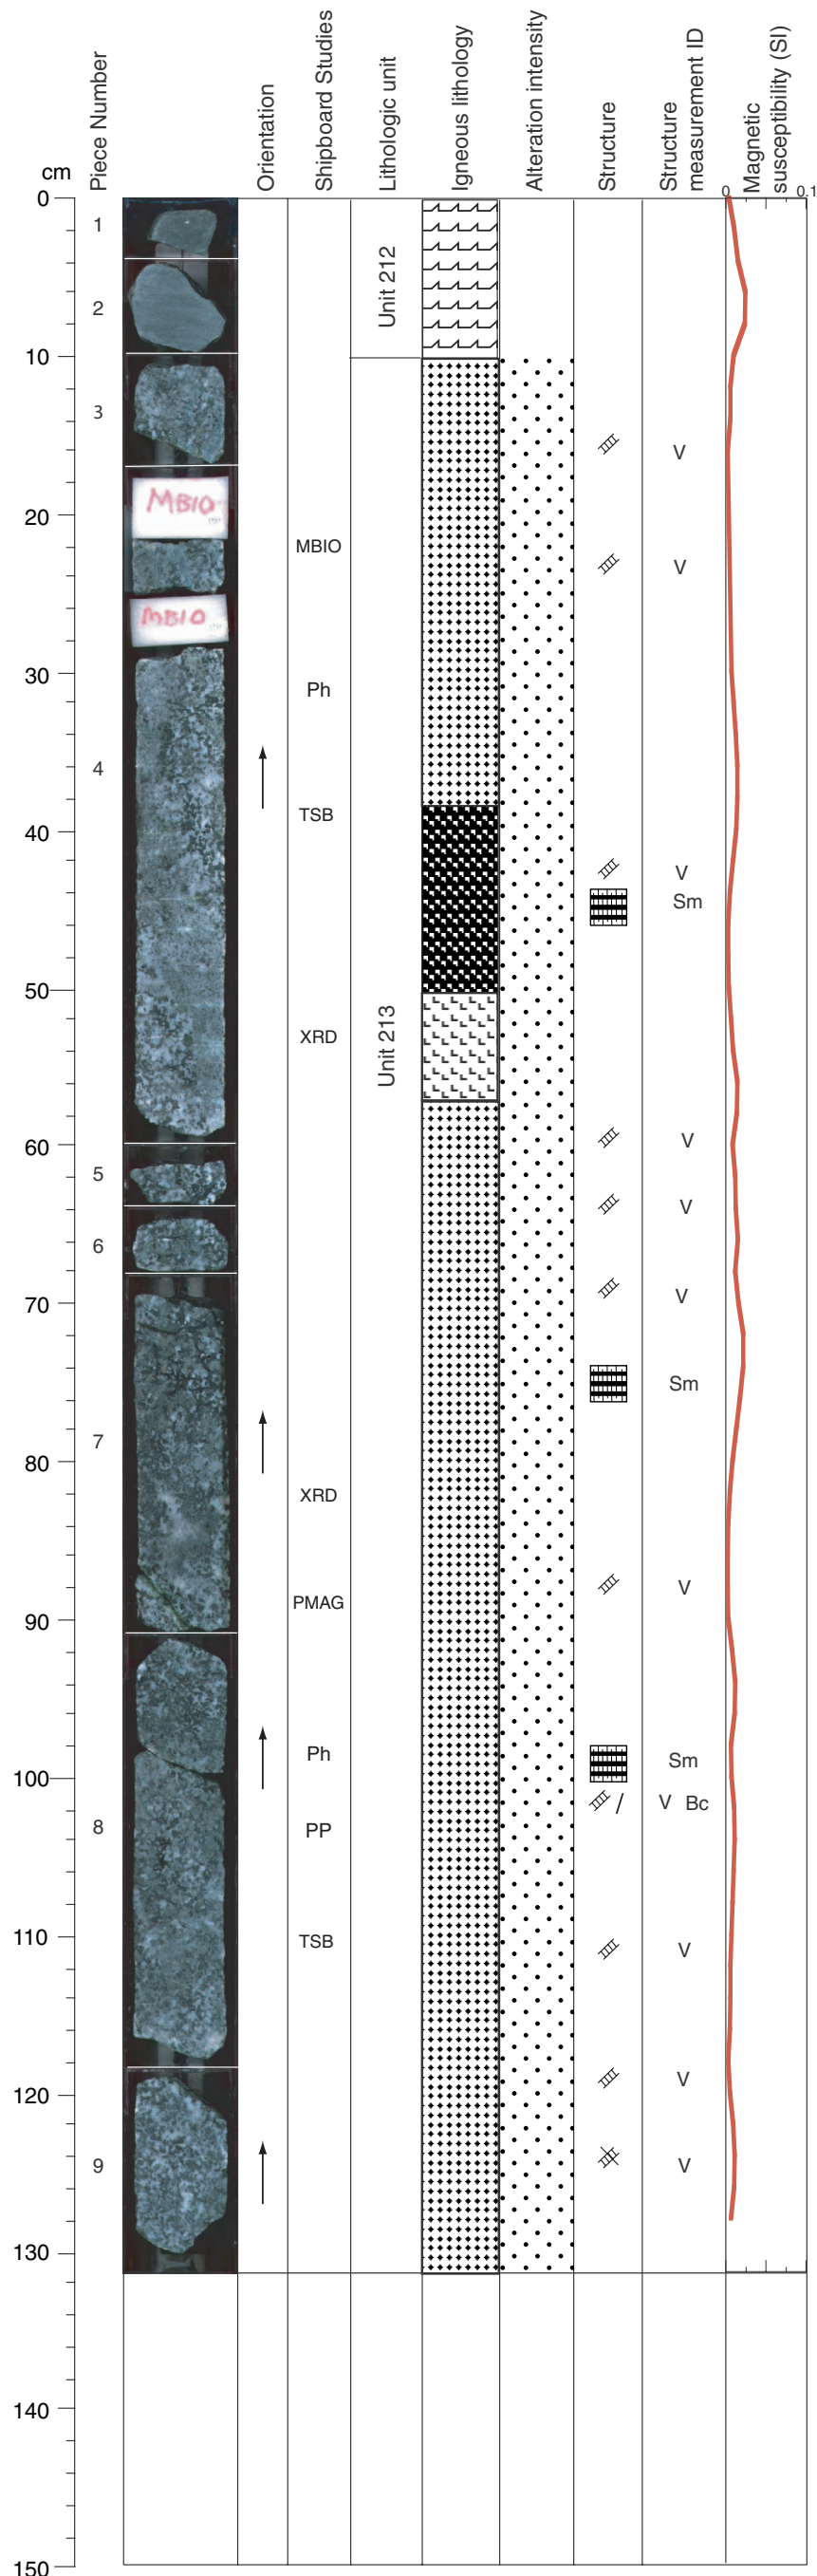 cm
Piece Number
Orientation
Shipboard Studies
Lithologic unit
Igneous lithology
Alteration intensity
Structure
Structure
measurement ID
Magnetic
susceptibility (SI)
0 0.1
0
1
Unit 212
2
10
3
V
MBIO
20
MBIO
V
MBIO
30
Ph
4
TSB
40
V
Sm
50
XRD
Unit 213
60
V
5
V
6
70
V
Sm
7
80
XRD
V
PMAG
90
Ph
Sm
100
V Bc
8
PP
110
TSB
V
120
V
9
V
130
140
150